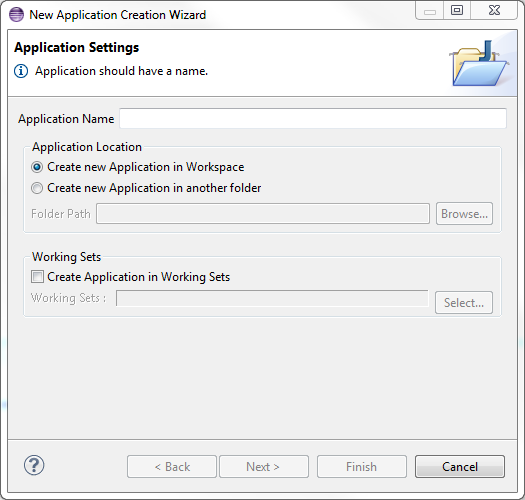 New Application Creation Wizard
Application Settings
Application should have a name.
Application Name
Application Location
Create new Application in Workspace
Create new Application in another folder
Folder Path
Browse...
Working Sets
Create Application in Working Sets
Working Sets :
Select...
? < Back Next > Finish Cancel